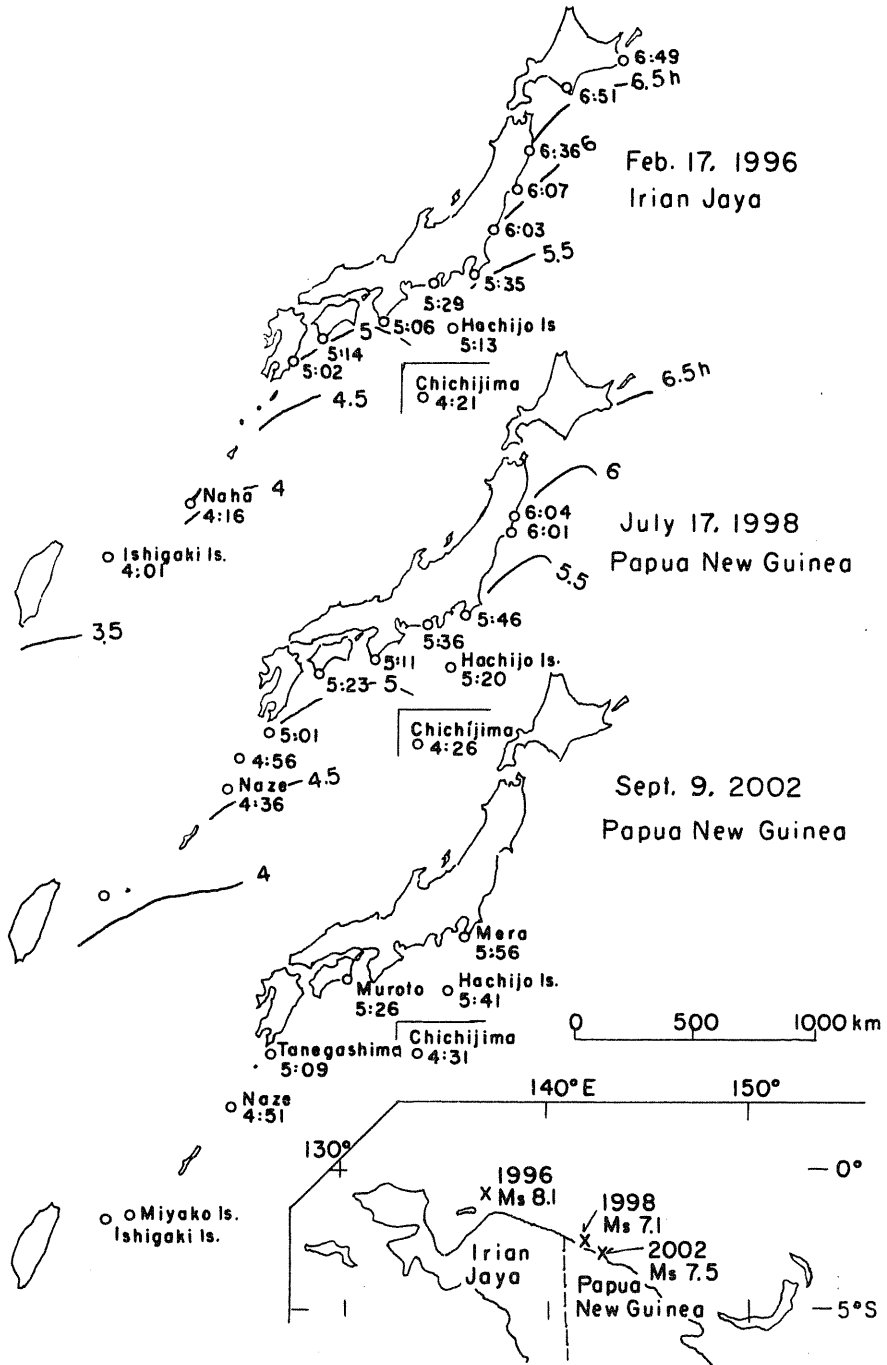 6:49
6.5h
6:51
6:36
6
Feb. 17. 1996
Irian Jaya
6:07
6:03
5.5
5:35
5:29
5:06
Hachijo Is
5:13
5
5:14
5:02
Chichijima
4:21
4.5
6.5h
Naha
4
4:16
6
6:04
July 17. 1998
6:01
Ishigaki Is.
4:01
Papua New Guinea
5.5
3.5
5:46
5:36
5:11
Hachijo Is.
5:20
5:23
5
5:01
Chichijima
4:26
4:56
Naze
4.5
4:36
Sept. 9. 2002
Papua New Guinea
4
Mera
5:56
Muroto
5:26
Hachijo Is.
5:41
0 500 1000 km
Tanegashima
5:09
Chichijima
4:31
Naze
4:51
140°E 150°
130°
0°
1996
Ms 8.1
Miyako Is.
Ishigaki Is.
1998
Ms 7.1
2002
Ms 7.5
Irian
Jaya
Papua
New Guinea
5°S